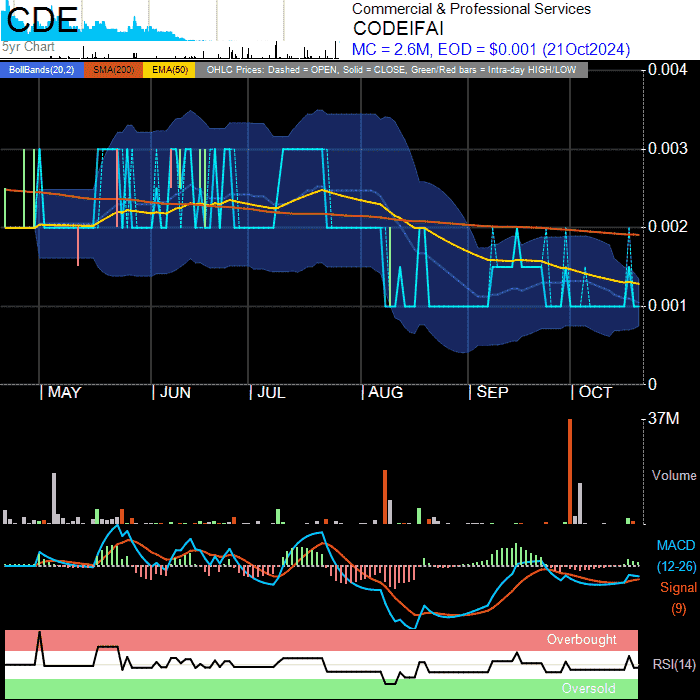 CDE
Commercial & Professional Services
CODEIFAI
5yr Chart
MC = 2.6M, EOD = $0.001 (21Oct2024)
BollBands(20,2) SMA(200) EMA(50) OHLC Prices: Dashed = OPEN, Solid = CLOSE, Green/Red bars = Intra-day HIGH/LOW
0.004
0.003
0.002
0.001
0
MAY JUN JUL AUG SEP OCT
37M
Volume
MACD
(12-26)
Signal
(9)
Overbought
RSI(14)
Oversold